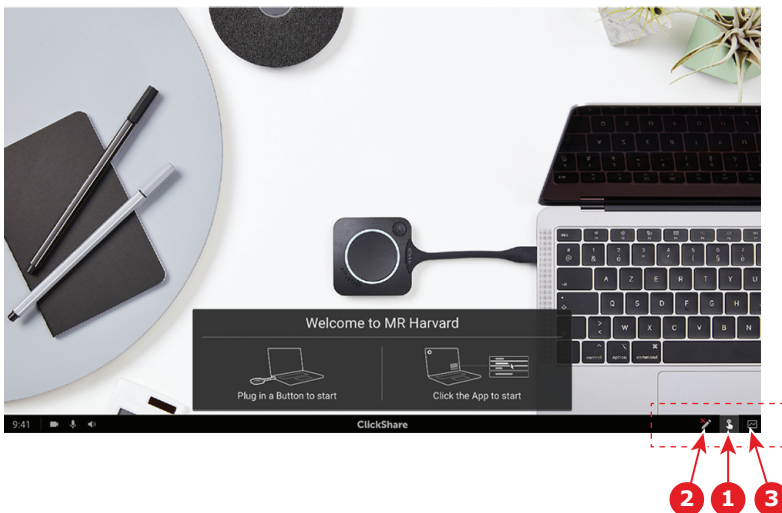 Welcome to MR Harvard
Plug in a Button to start
Click the App to start
9:41
ClickShare
2
1
3